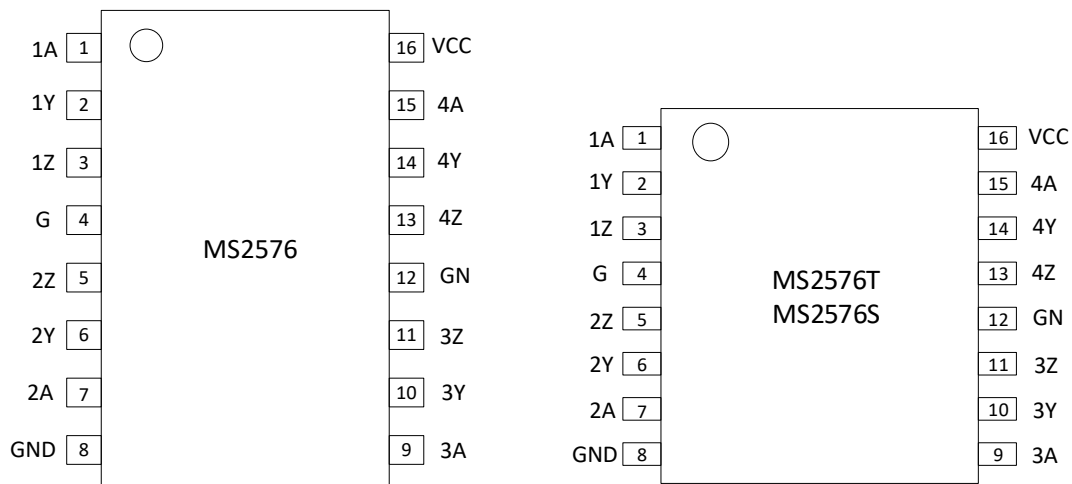 1A 1 16 VCC
1Y 2 15 4A
1Z 3 14 4Y
G 4 13 4Z
MS2576
2Z 5 12 GN
2Y 6 11 3Z
2A 7 10 3Y
GND 8 9 3A
1A 1 16 VCC
1Y 2 15 4A
1Z 3 14 4Y
G 4 13 4Z
MS2576T
MS2576S
2Z 5 12 GN
2Y 6 11 3Z
2A 7 10 3Y
GND 8 9 3A